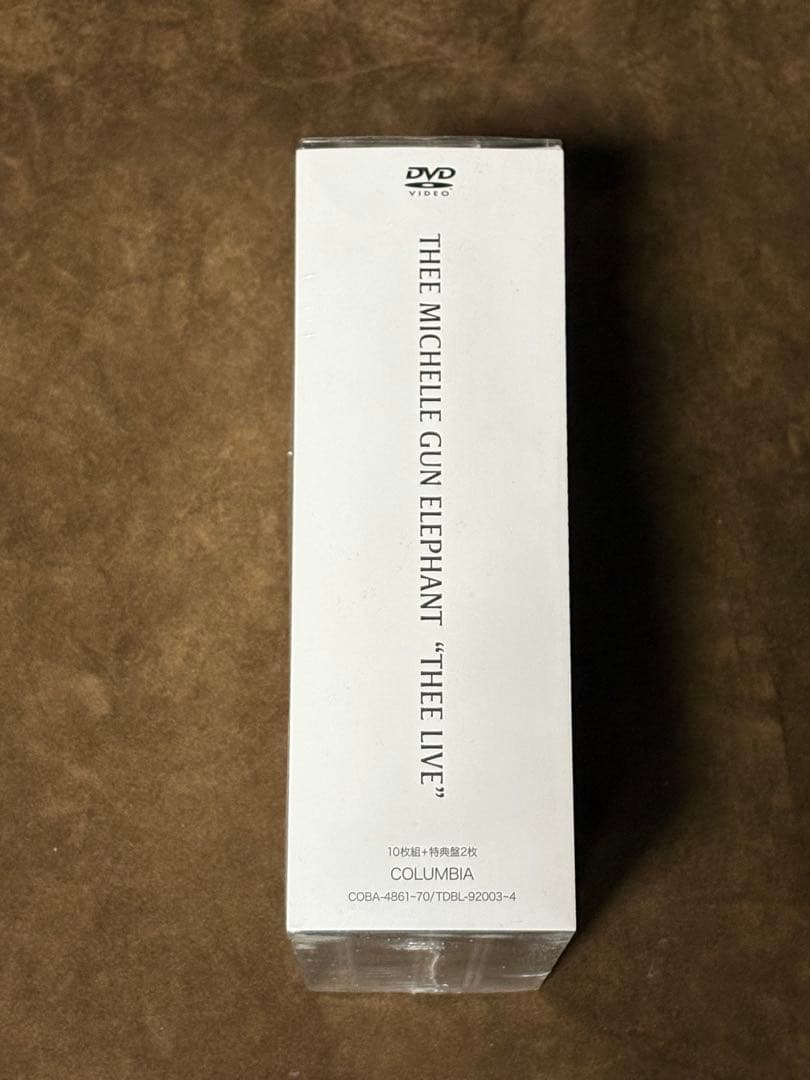 DVD
VIDEO
THEE MICHELLE GUN ELEPHANT “THEE LIVE”
10枚組+特典盤2枚
COLUMBIA
COBA-4861~70/TDBL-92003~4